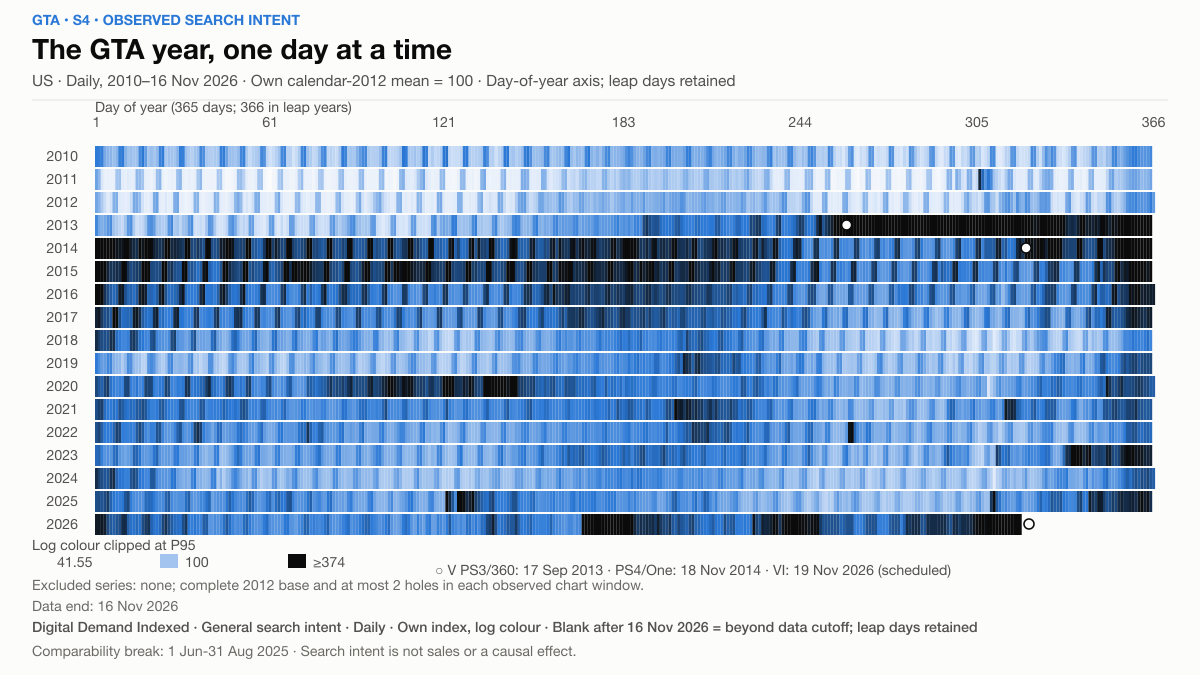 GTA · S4 · OBSERVED SEARCH INTENT
The GTA year, one day at a time
US · Daily, 2010–16 Nov 2026 · Own calendar-2012 mean = 100 · Day-of-year axis; leap days retained
Day of year (365 days; 366 in leap years)
1 61 121 183 244 305 366
2010
2011
2012
2013
2014
2015
2016
2017
2018
2019
2020
2021
2022
2023
2024
2025
2026
Log colour clipped at P95
41.55 100 ≥374
○ V PS3/360: 17 Sep 2013 · PS4/One: 18 Nov 2014 · VI: 19 Nov 2026 (scheduled)
Excluded series: none; complete 2012 base and at most 2 holes in each observed chart window.
Data end: 16 Nov 2026
Digital Demand Indexed · General search intent · Daily · Own index, log colour · Blank after 16 Nov 2026 = beyond data cutoff; leap days retained
Comparability break: 1 Jun-31 Aug 2025 · Search intent is not sales or a causal effect.